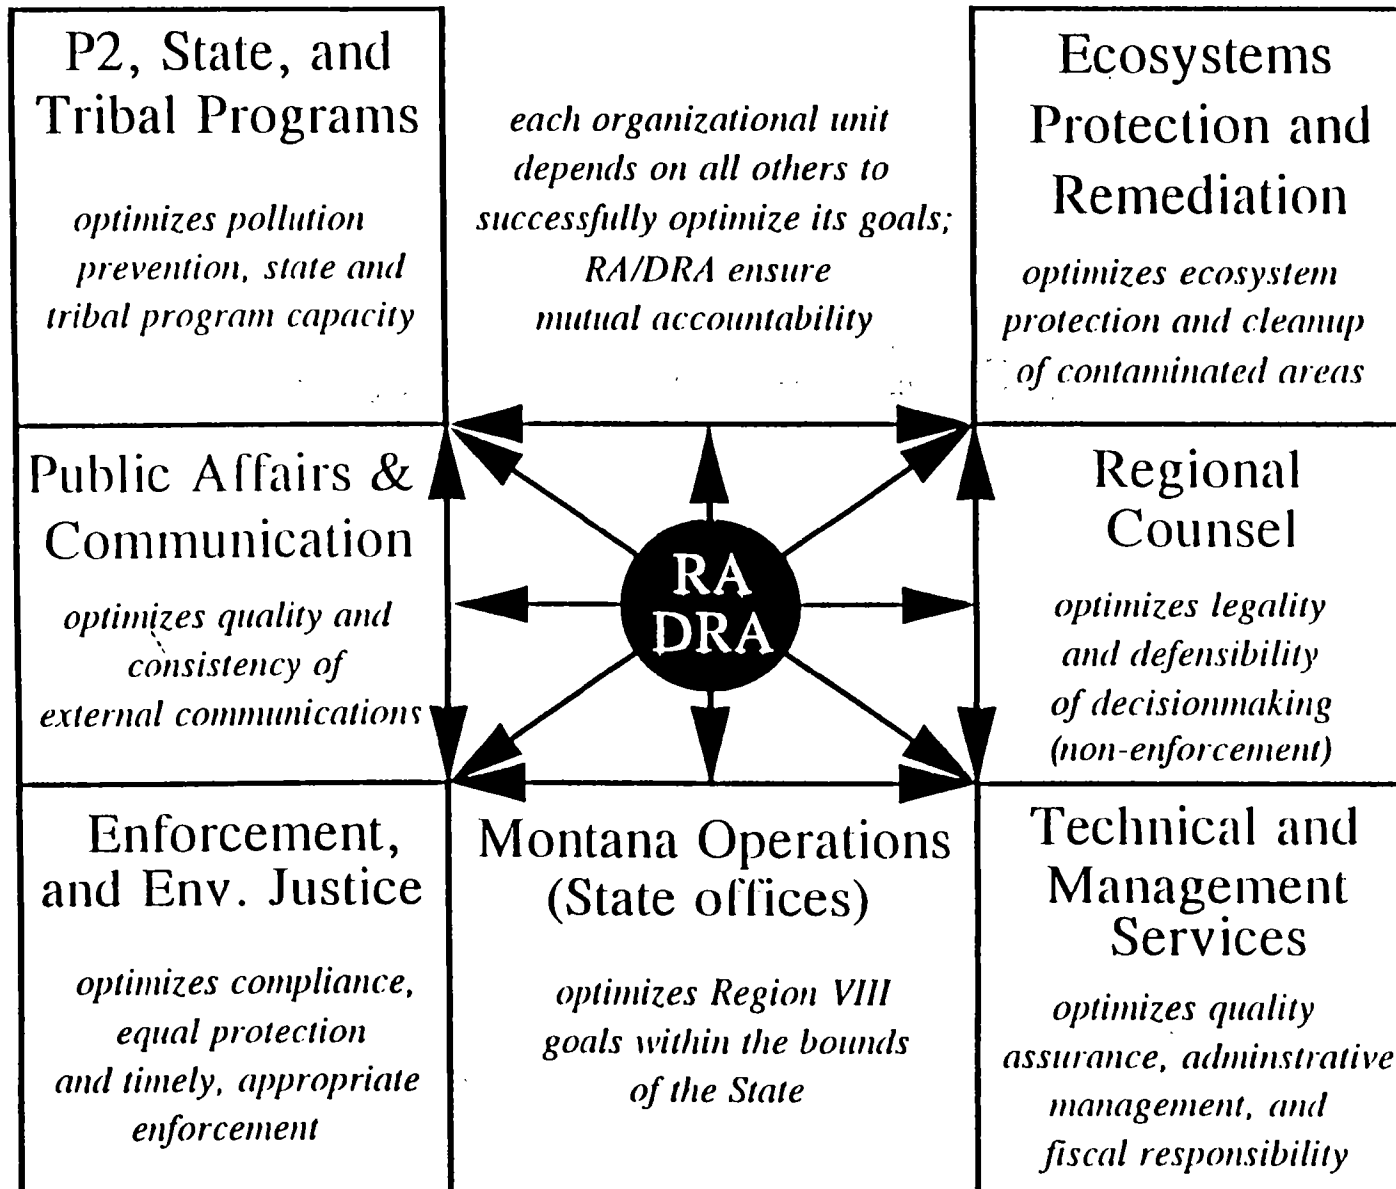 P2, State, and
Tribal Programs
optimizes pollution
prevention, state and
tribal program capacity
each organizational unit
depends on all others to
successfully optimize its goals;
RA/DRA ensure
mutual accountability
Ecosystems
Protection and
Remediation
optimizes ecosystem
protection and cleanup
of contaminated areas
Public Affairs &
Communication
optimizes quality and
consistency of
external communications
RA
DRA
Regional
Counsel
optimizes legality
and defensibility
of decisionmaking
(non-enforcement)
Enforcement,
and Env. Justice
optimizes compliance,
equal protection
and timely, appropriate
enforcement
Montana Operations
(State offices)
optimizes Region VIII
goals within the bounds
of the State
Technical and
Management
Services
optimizes quality
assurance, adminstrative
management, and
fiscal responsibility